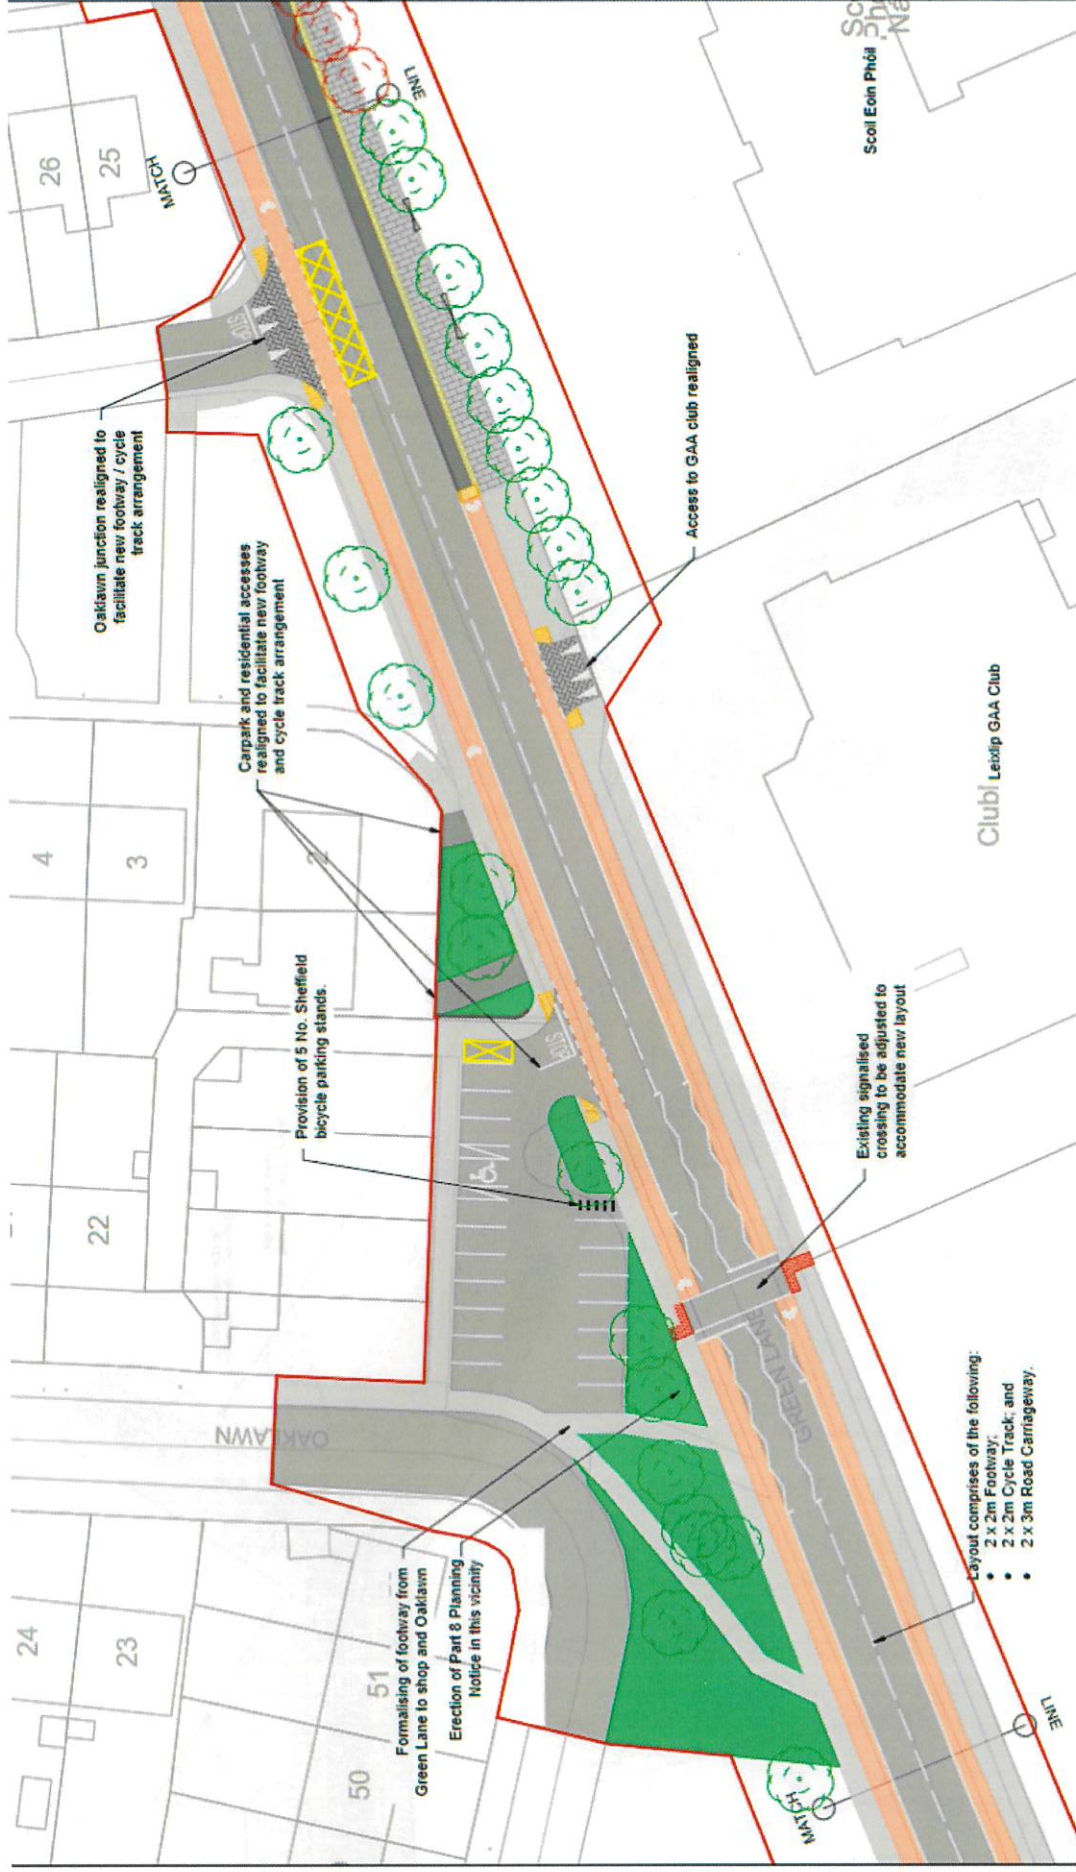 24
23
50
51
22
4
3
2
26
25
OAKLAWN
Formalising of footway from
Green Lane to shop and Oaklawn
Erection of Part 8 Planning
Notice in this vicinity
Provision of 5 No. Sheffield
bicycle parking stands.
Carpark and residential accesses
realigned to facilitate new footway
and cycle track arrangement
Oaklawn junction realigned to
facilitate new footway / cycle
track arrangement
MATCH
LINE
MATCH
LINE
STOP
STOP
GREEN LANE
Layout comprises of the following:
• 2 x 2m Footway;
• 2 x 2m Cycle Track; and
• 2 x 3m Road Carriageway.
Existing signalised
crossing to be adjusted to
accommodate new layout
Access to GAA club realigned
Club
Leixlip GAA Club
Scoil Eoin Phóil